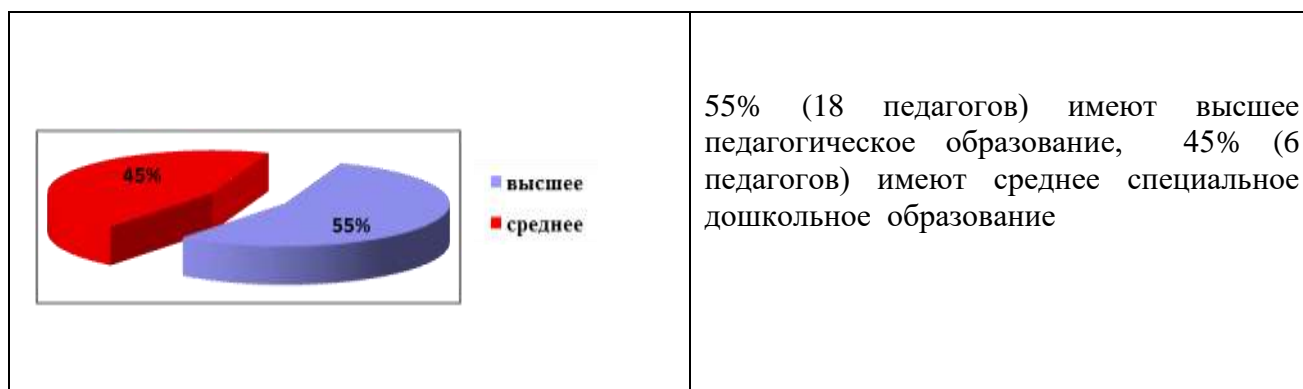 45%
55%
высшее
среднее
55% (18 педагогов) имеют высшее
педагогическое образование, 45% (6
педагогов) имеют среднее специальное
дошкольное образование